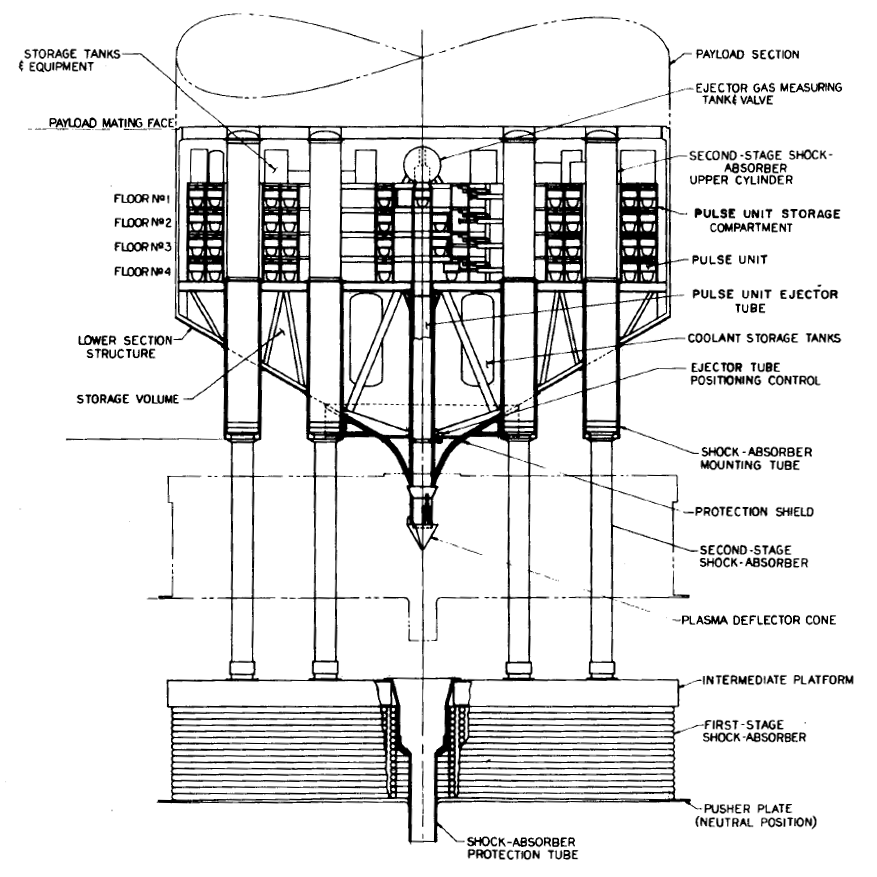 STORAGE TANKS
& EQUIPMENT
PAYLOAD MATING FACE
FLOOR Nº1
FLOOR Nº2
FLOOR Nº3
FLOOR Nº4
LOWER SECTION
STRUCTURE
STORAGE VOLUME
PAYLOAD SECTION
EJECTOR GAS MEASURING
TANK & VALVE
SECOND-STAGE SHOCK-
ABSORBER
UPPER CYLINDER
PULSE UNIT STORAGE
COMPARTMENT
PULSE UNIT
PULSE UNIT EJECTOR
TUBE
COOLANT STORAGE TANKS
EJECTOR TUBE
POSITIONING CONTROL
SHOCK-ABSORBER
MOUNTING TUBE
PROTECTION SHIELD
SECOND-STAGE
SHOCK-ABSORBER
PLASMA DEFLECTOR CONE
INTERMEDIATE PLATFORM
FIRST-STAGE
SHOCK-ABSORBER
PUSHER PLATE
(NEUTRAL POSITION)
SHOCK-ABSORBER
PROTECTION TUBE